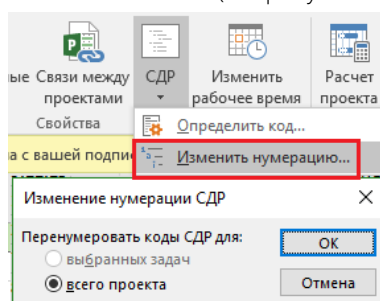 ые Связи между
проектами
СДР
Изменить
рабочее время
Расчет
проекта
Свойства
Определить код...
а с вашей подпи
Изменить нумерацию...
Изменение нумерации СДР
Перенумеровать коды СДР для:
выбранных задач
всего проекта
ОК
Отмена